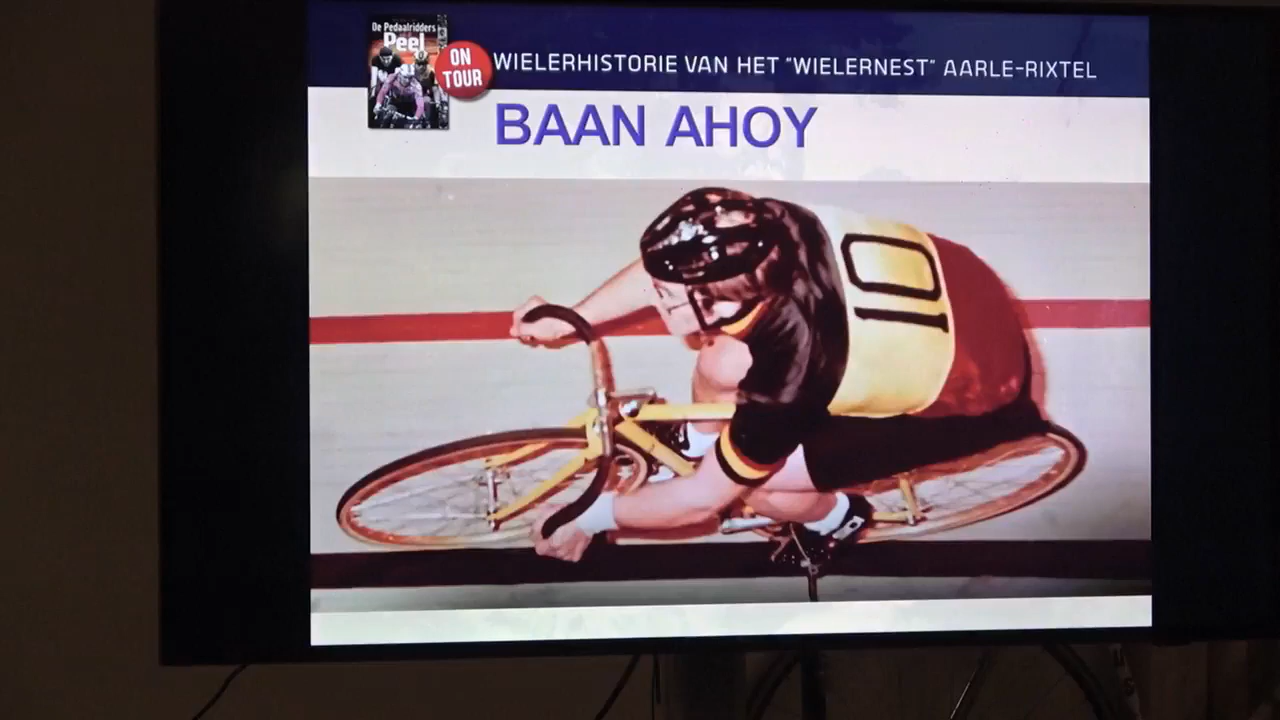 De Pedaalridders
Peel
ON
TOUR
WIELERHISTORIE VAN HET "WIELERNEST" AARLE-RIXTEL
BAAN AHOY
10